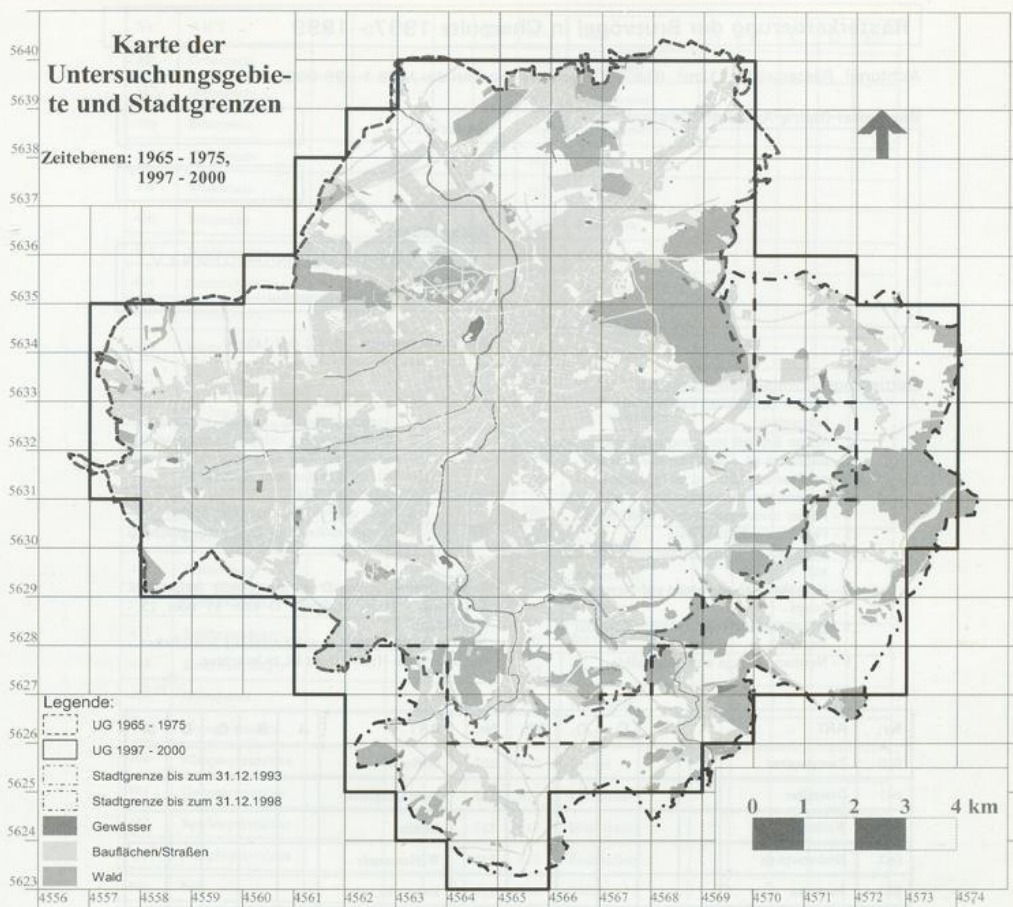 Karte der
Untersuchungsgebie-
te und Stadtgrenzen
Zeitebenen: 1965 - 1975,
1997 - 2000
5640
5639
5638
5637
5636
5635
5634
5633
5632
5631
5630
5629
5628
5627
5626
5625
5624
5623
Legende:
UG 1965 - 1975
UG 1997 - 2000
Stadtgrenze bis zum 31.12.1993
Stadtgrenze bis zum 31.12.1998
Gewässer
Bauflächen/Straßen
Wald
0 1 2 3 4 km
4556 4557 4558 4559 4560 4561 4562 4563 4564 4565 4566 4567 4568 4569 4570 4571 4572 4573 4574